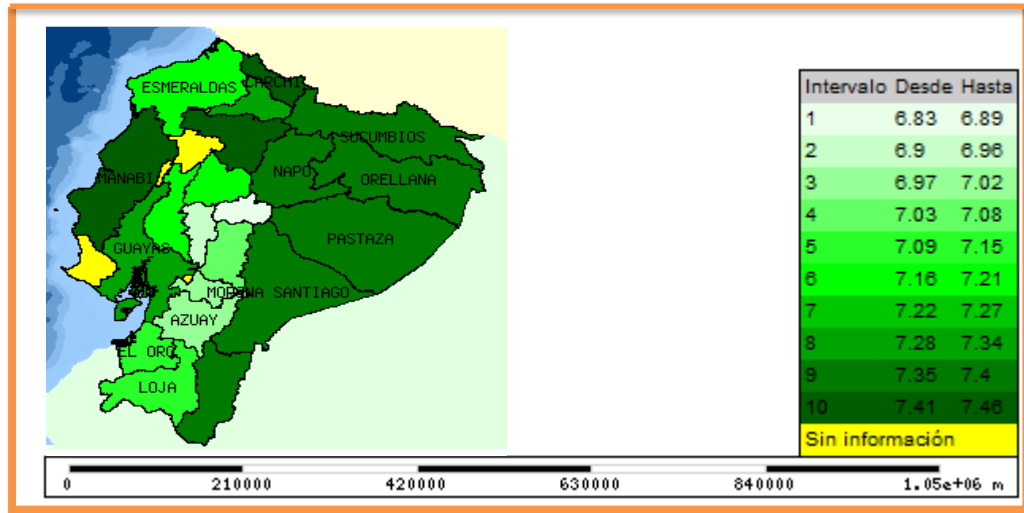 ESMERALDAS
CARCHI
SUCUMBIOS
NAPO
ORELLANA
MANABI
PASTAZA
GUAYAS
MORONA SANTIAGO
AZUAY
EL ORO
LOJA
Intervalo Desde Hasta
1 6.83 6.89
2 6.9 6.96
3 6.97 7.02
4 7.03 7.08
5 7.09 7.15
6 7.16 7.21
7 7.22 7.27
8 7.28 7.34
9 7.35 7.4
10 7.41 7.46
Sin información
0 210000 420000 630000 840000 1.05e+06 m